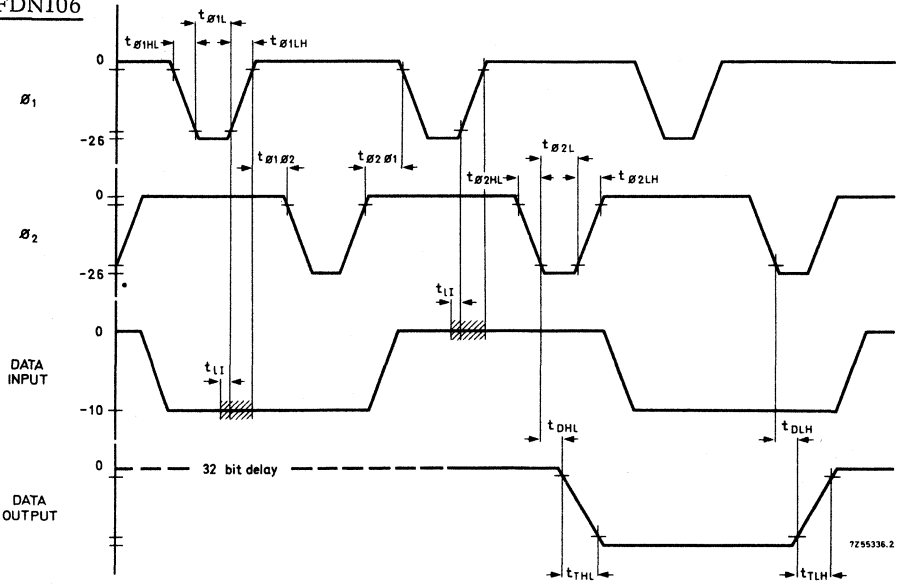 FDN106
tØ1L
tØ1HL
tØ1LH
0
Ø1
-26
tØ1Ø2
tØ2Ø1
tØ2L
tØ2HL
tØ2LH
0
Ø2
-26
tlI
0
DATA
INPUT
tlI
-10
tDHL
tDLH
0
32 bit delay
DATA
OUTPUT
7Z55336.2
tTHL
tTLH